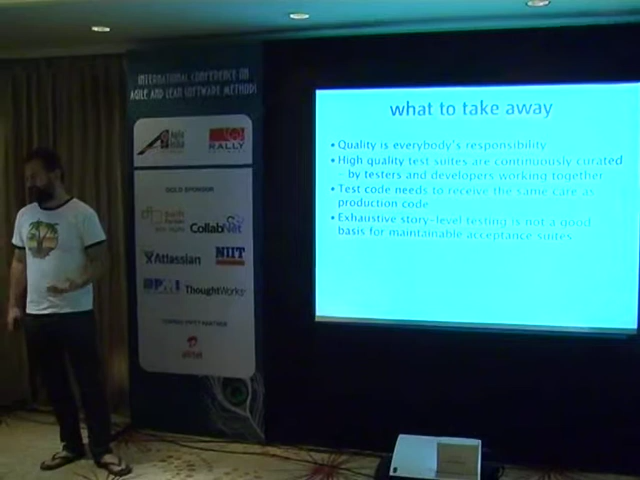 INTERNATIONAL CONFERENCE ON
AGILE AND LEAN SOFTWARE METHODS
Agile
India
RALLY
GOLD SPONSOR
CollabNet
Atlassian
NIIT
ThoughtWorks
airtel
what to take away
• Quality is everybody's responsibility
• High quality test suites are continuously curated
– by testers and developers working together
• Test code needs to receive the same care as
production code
• Exhaustive story-level testing is not a good
basis for maintainable acceptance suites